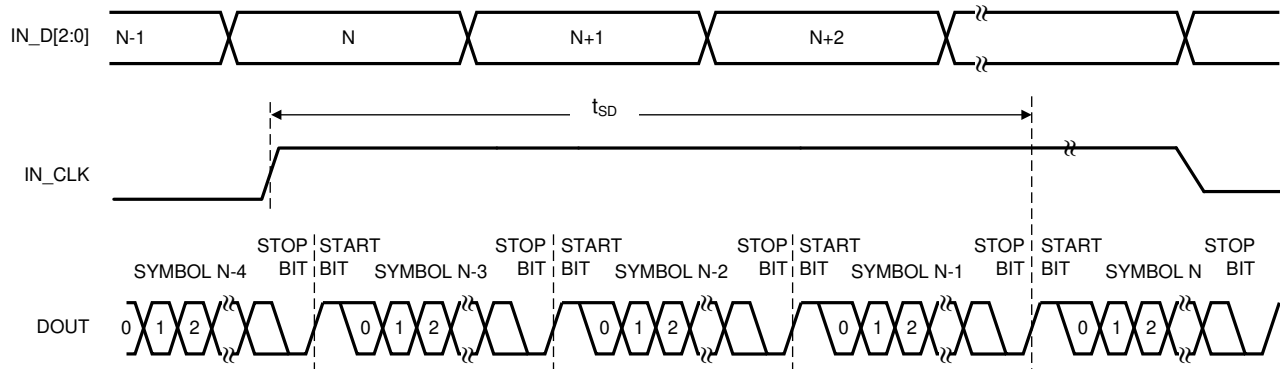 IN_D[2:0] N-1 N N+1 N+2
tSD
IN_CLK
STOP BIT START BIT STOP BIT START BIT STOP BIT START BIT STOP BIT START BIT STOP BIT
SYMBOL N-4 SYMBOL N-3 SYMBOL N-2 SYMBOL N-1 SYMBOL N
DOUT 0 1 2 0 1 2 0 1 2 0 1 2 0 1 2